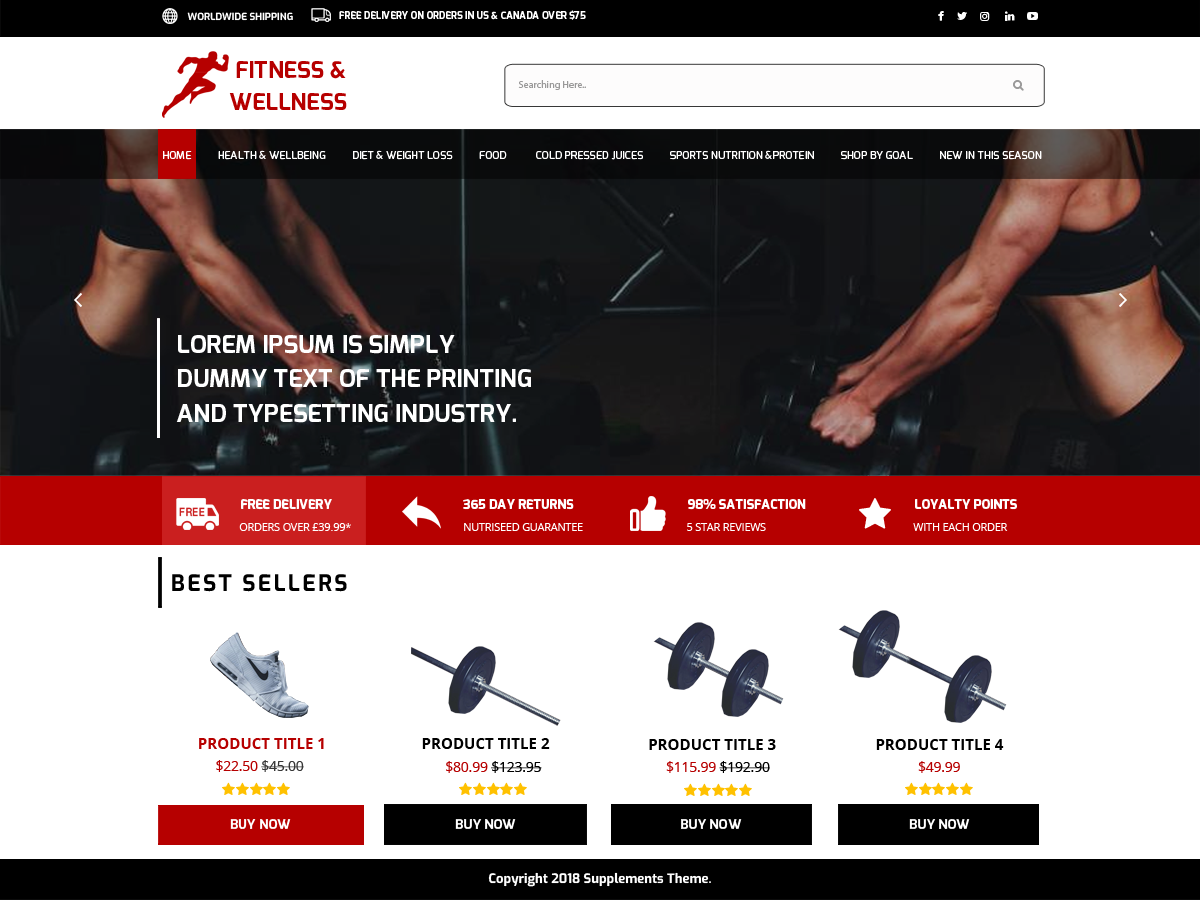 WORLDWIDE SHIPPING
FREE DELIVERY ON ORDERS IN US & CANADA OVER $75
FITNESS &
WELLNESS
Searching Here..
HOME
HEALTH & WELLBEING
DIET & WEIGHT LOSS
FOOD
COLD PRESSED JUICES
SPORTS NUTRITION &PROTEIN
SHOP BY GOAL
NEW IN THIS SEASON
LOREM IPSUM IS SIMPLY
DUMMY TEXT OF THE PRINTING
AND TYPESETTING INDUSTRY.
FREE
FREE DELIVERY
ORDERS OVER £39.99*
365 DAY RETURNS
NUTRISEED GUARANTEE
98% SATISFACTION
5 STAR REVIEWS
LOYALTY POINTS
WITH EACH ORDER
BEST SELLERS
PRODUCT TITLE 1
$22.50 $45.00
BUY NOW
PRODUCT TITLE 2
$80.99 $123.95
BUY NOW
PRODUCT TITLE 3
$115.99 $192.90
BUY NOW
PRODUCT TITLE 4
$49.99
BUY NOW
Copyright 2018 Supplements Theme.